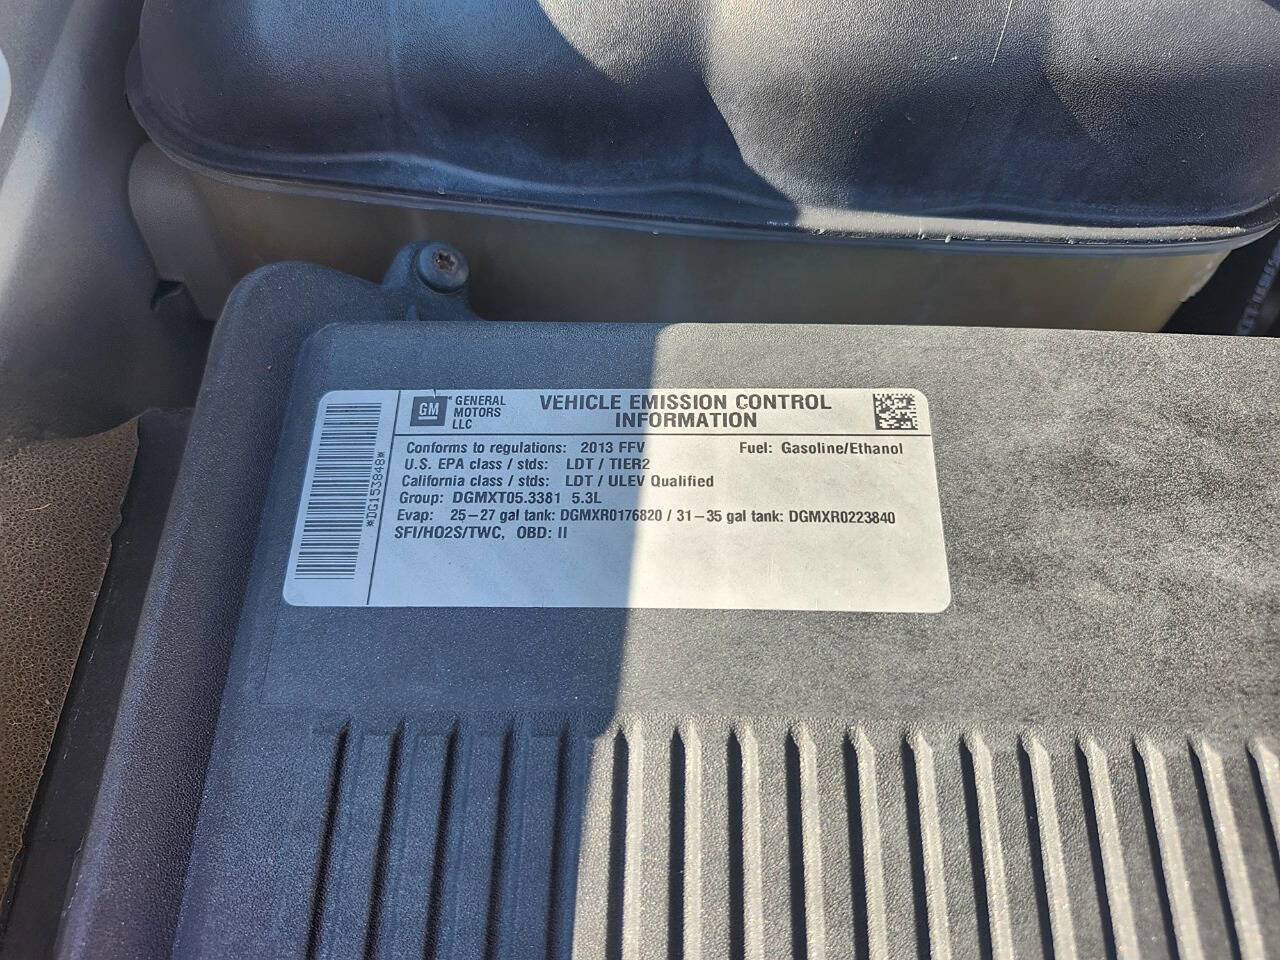 GM
GENERAL
MOTORS
LLC
VEHICLE EMISSION CONTROL
INFORMATION
Conforms to regulations: 2013 FFV Fuel: Gasoline/Ethanol
U.S. EPA class / stds: LDT / TIER2
California class / stds: LDT / ULEV Qualified
Group: DGMXT05.3381 5.3L
Evap: 25–27 gal tank: DGMXR0176820 / 31–35 gal tank: DGMXR0223840
SFI/HO2S/TWC, OBD: II
*DG153848*